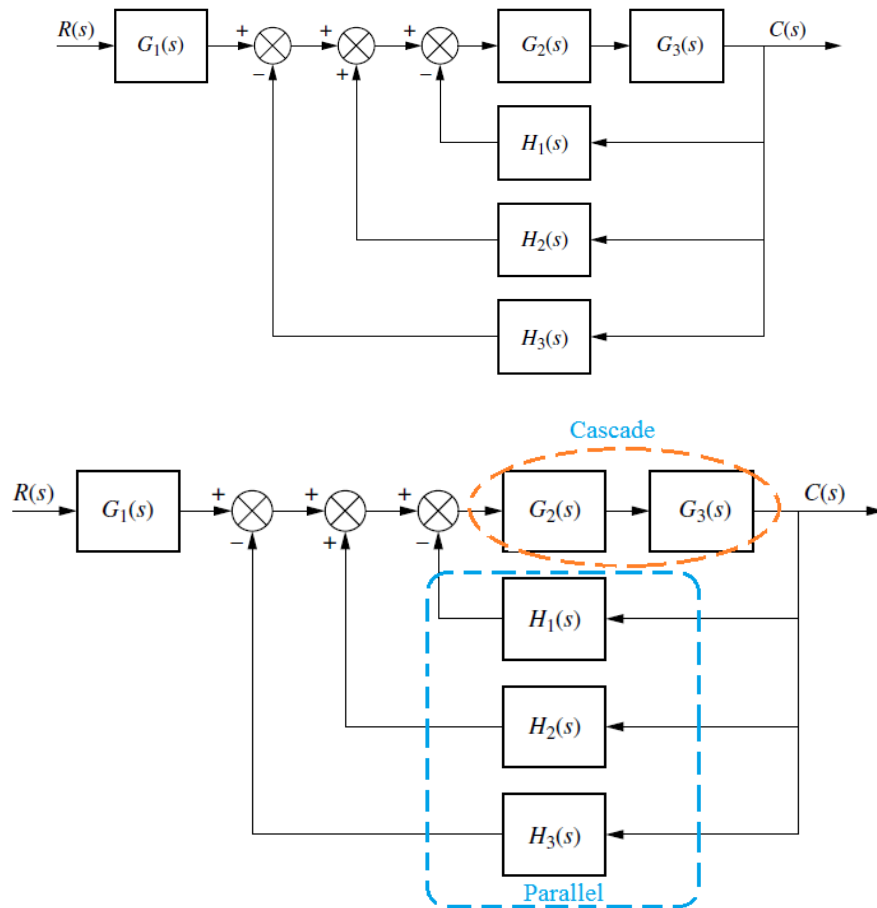 R(s) G₁(s) + − + + + − G₂(s) G₃(s) C(s)
H₁(s)
H₂(s)
H₃(s)
Cascade
R(s) G₁(s) + − + + + − G₂(s) G₃(s) C(s)
H₁(s)
H₂(s)
H₃(s)
Parallel